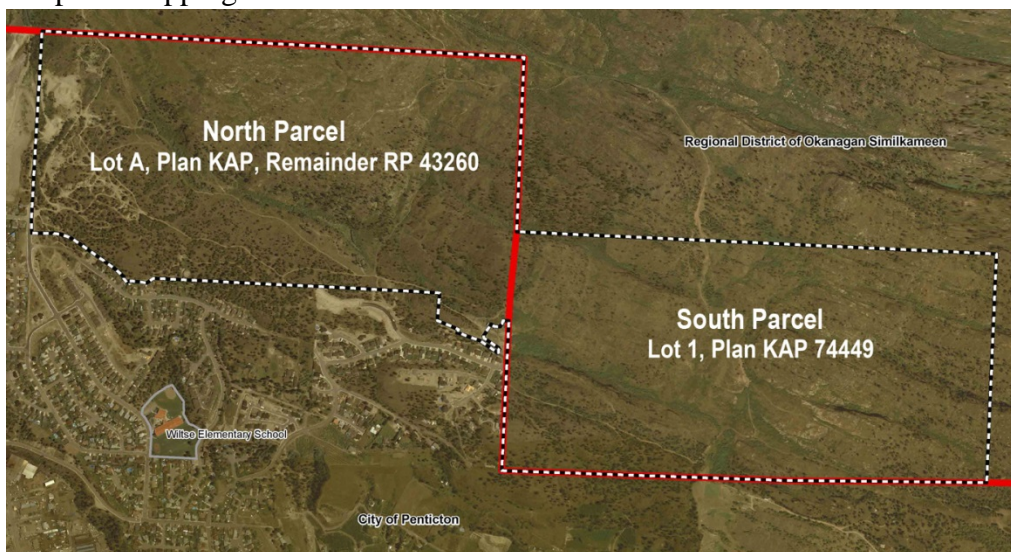 North Parcel
Lot A, Plan KAP, Remainder RP 43260
Regional District of Okanagan Similkameen
South Parcel
Lot 1, Plan KAP 74449
Wiltse Elementary School
City of Penticton